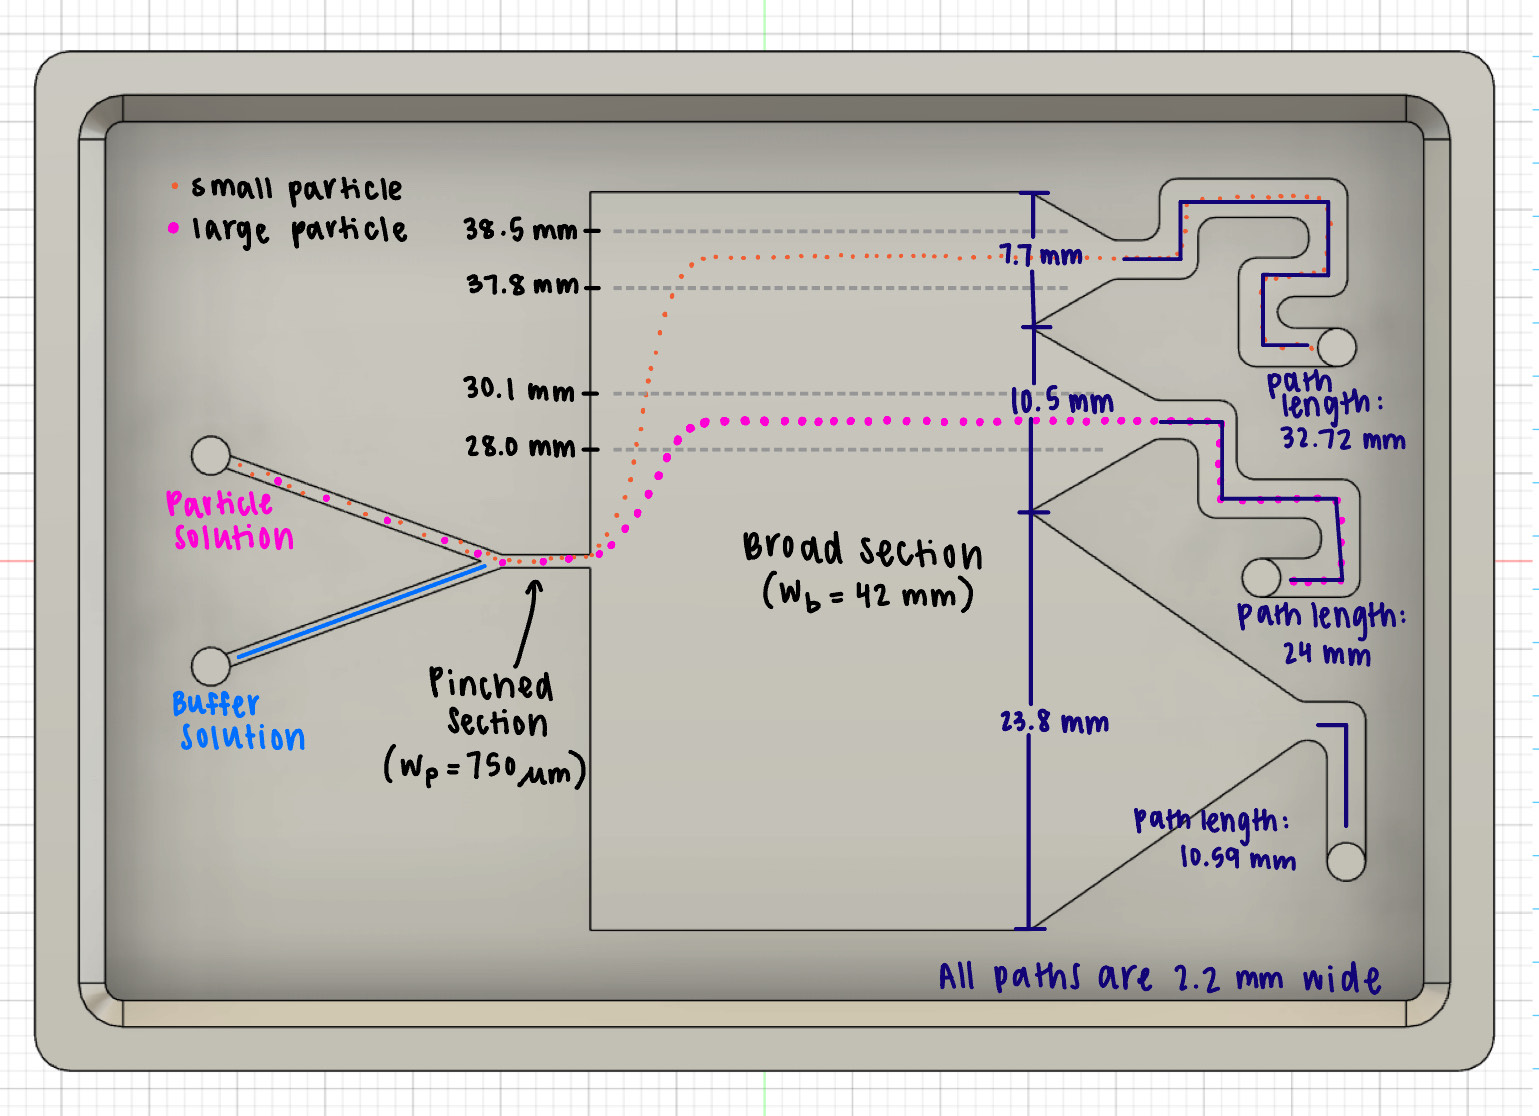 small particle
large particle
38.5 mm
37.8 mm
30.1 mm
28.0 mm
7.7 mm
10.5 mm
23.8 mm
path
length:
32.72 mm
path length:
24 mm
path length:
10.59 mm
Particle
solution
Buffer
solution
Pinched
section
(Wp = 750 μm)
Broad section
(Wb = 42 mm)
All paths are 2.2 mm wide